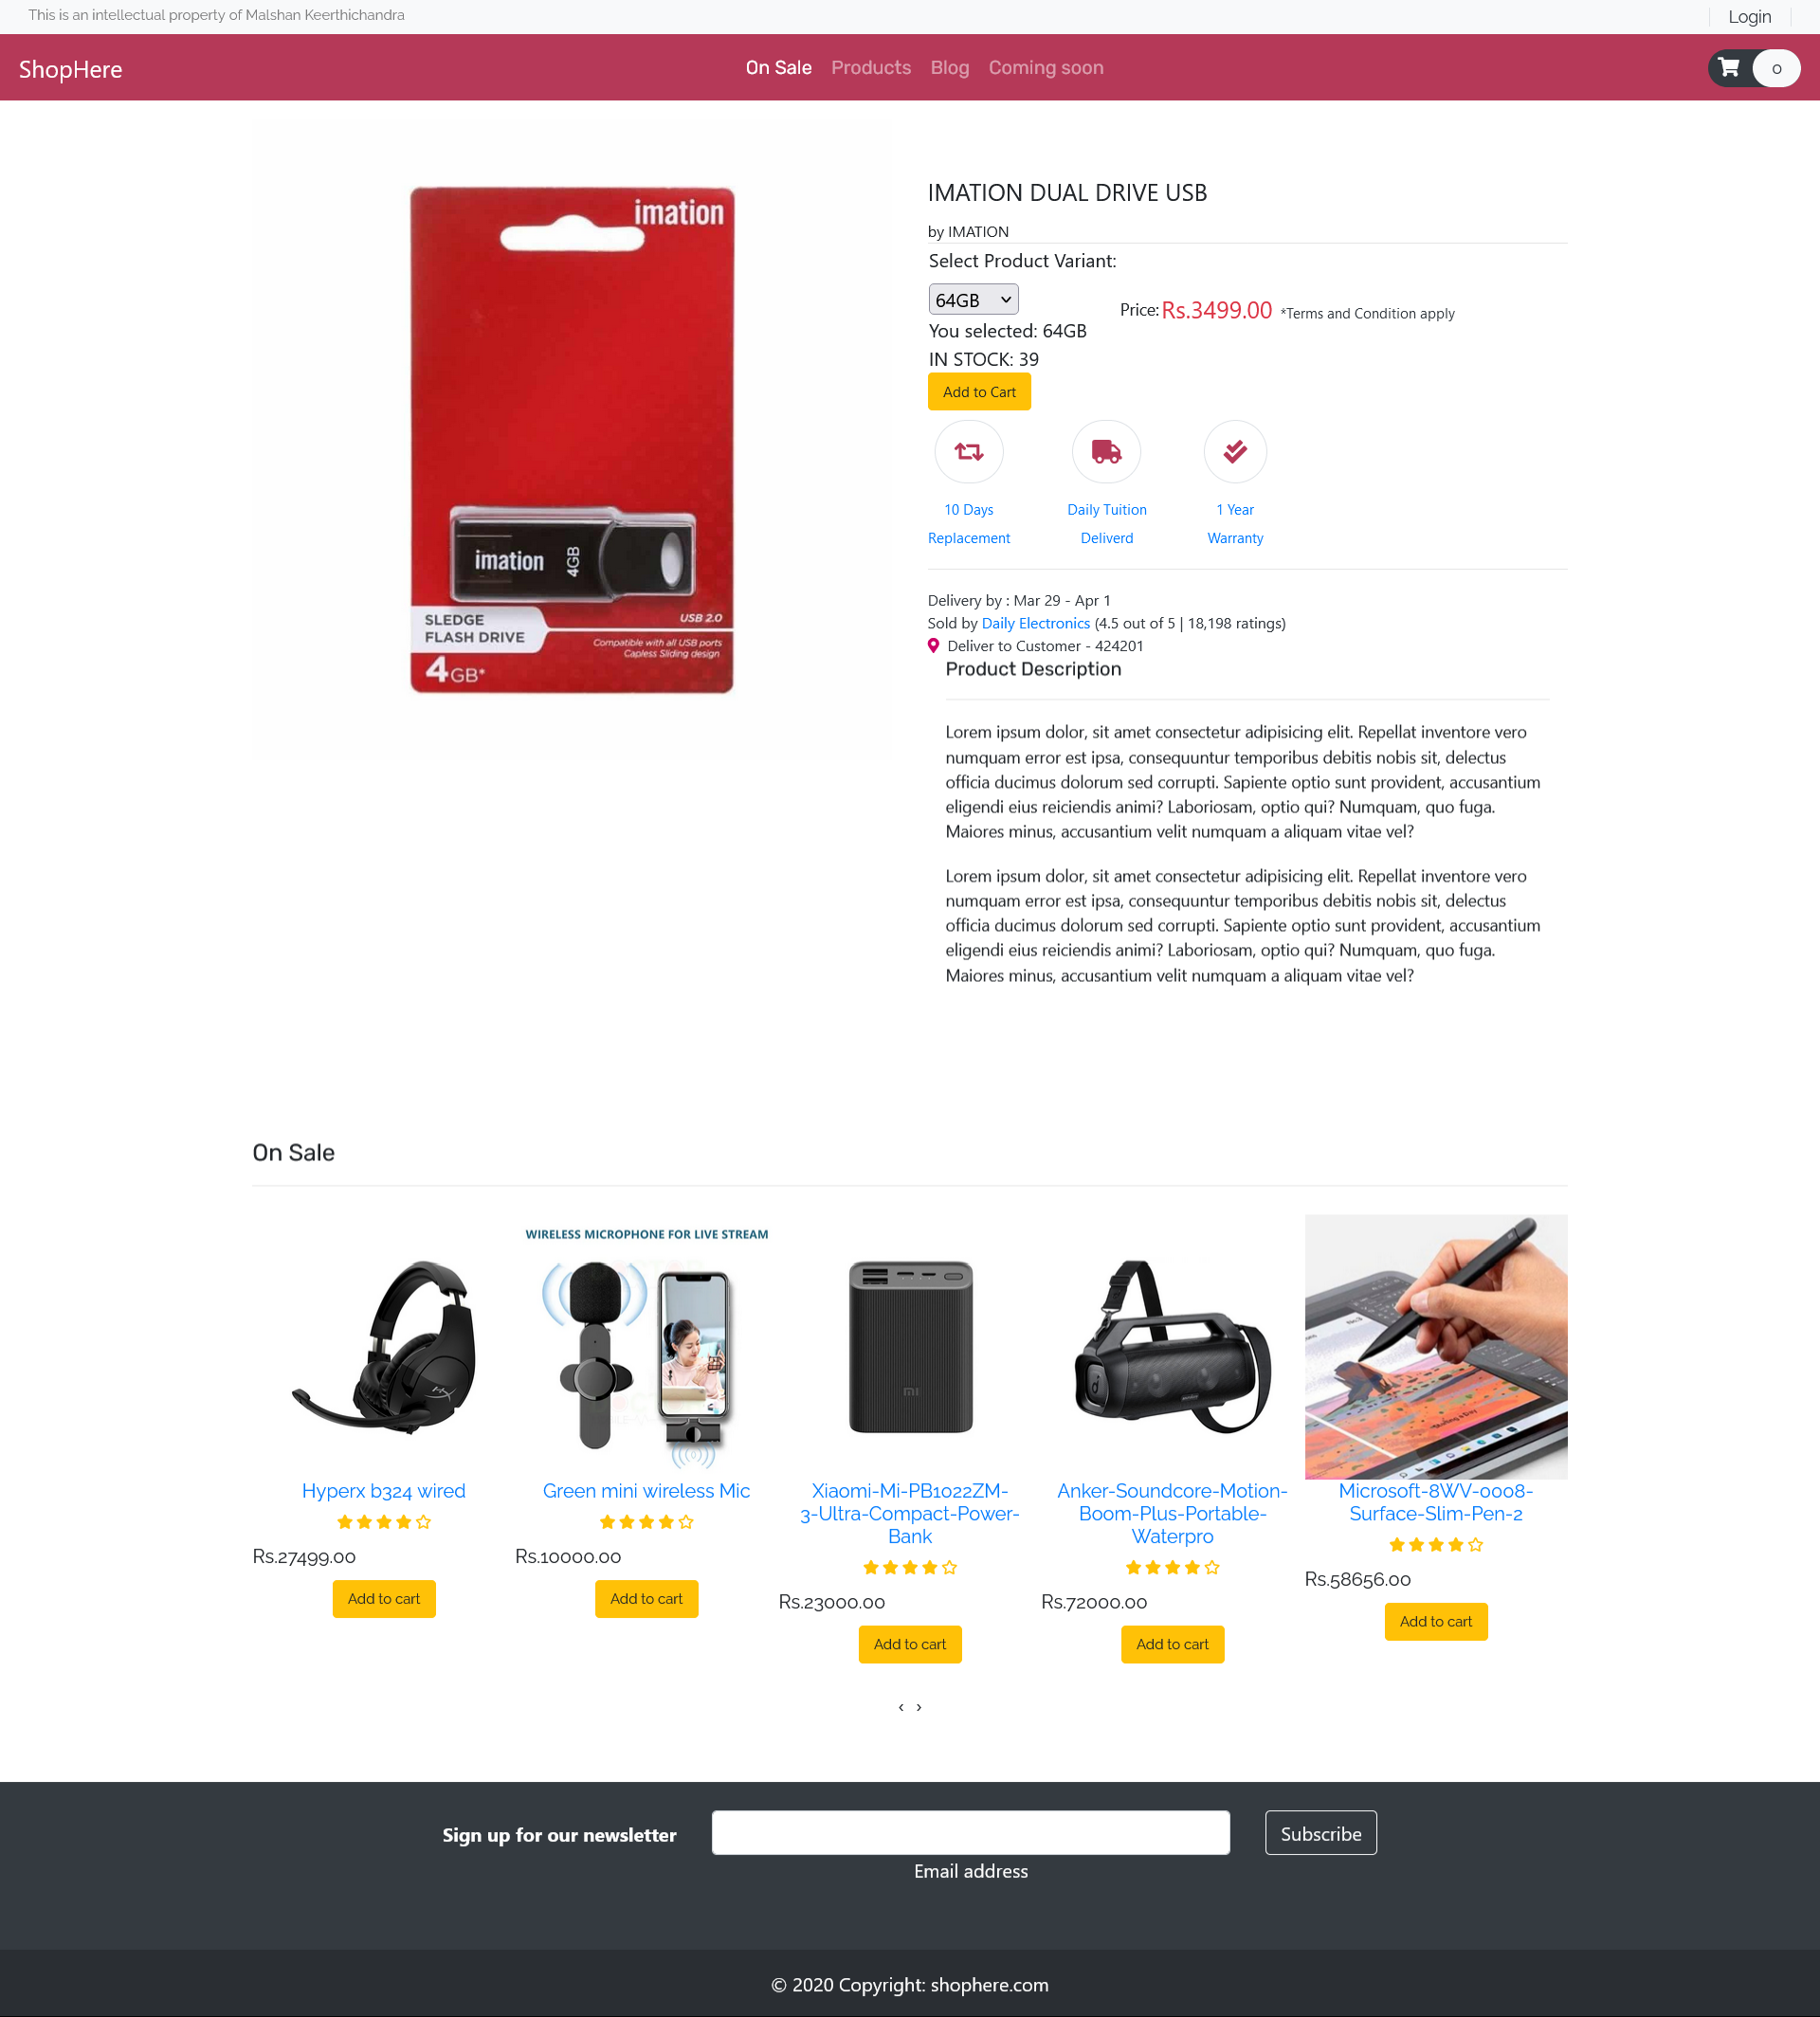 This is an intellectual property of Malshan Keerthichandra
Login
ShopHere
On Sale
Products
Blog
Coming soon
0
imation
imation
4GB
SLEDGE
FLASH DRIVE
4GB*
USB 2.0
Compatible with all USB ports
Capless Sliding design
IMATION DUAL DRIVE USB
by IMATION
Select Product Variant:
64GB
Price: Rs.3499.00 *Terms and Condition apply
You selected: 64GB
IN STOCK: 39
Add to Cart
10 Days
Replacement
Daily Tuition
Deliverd
1 Year
Warranty
Delivery by : Mar 29 - Apr 1
Sold by Daily Electronics (4.5 out of 5 | 18,198 ratings)
Deliver to Customer - 424201
Product Description
Lorem ipsum dolor, sit amet consectetur adipisicing elit. Repellat inventore vero
numquam error est ipsa, consequuntur temporibus debitis nobis sit, delectus
officia ducimus dolorum sed corrupti. Sapiente optio sunt provident, accusantium
eligendi eius reiciendis animi? Laboriosam, optio qui? Numquam, quo fuga.
Maiores minus, accusantium velit numquam a aliquam vitae vel?
Lorem ipsum dolor, sit amet consectetur adipisicing elit. Repellat inventore vero
numquam error est ipsa, consequuntur temporibus debitis nobis sit, delectus
officia ducimus dolorum sed corrupti. Sapiente optio sunt provident, accusantium
eligendi eius reiciendis animi? Laboriosam, optio qui? Numquam, quo fuga.
Maiores minus, accusantium velit numquam a aliquam vitae vel?
On Sale
Hyperx b324 wired
Rs.27499.00
Add to cart
WIRELESS MICROPHONE FOR LIVE STREAM
Green mini wireless Mic
Rs.10000.00
Add to cart
mi
Xiaomi-Mi-PB1022ZM-
3-Ultra-Compact-Power-
Bank
Rs.23000.00
Add to cart
Anker-Soundcore-Motion-
Boom-Plus-Portable-
Waterpro
Rs.72000.00
Add to cart
Microsoft-8WV-0008-
Surface-Slim-Pen-2
Rs.58656.00
Add to cart
‹ ›
Sign up for our newsletter
Email address
Subscribe
© 2020 Copyright: shophere.com